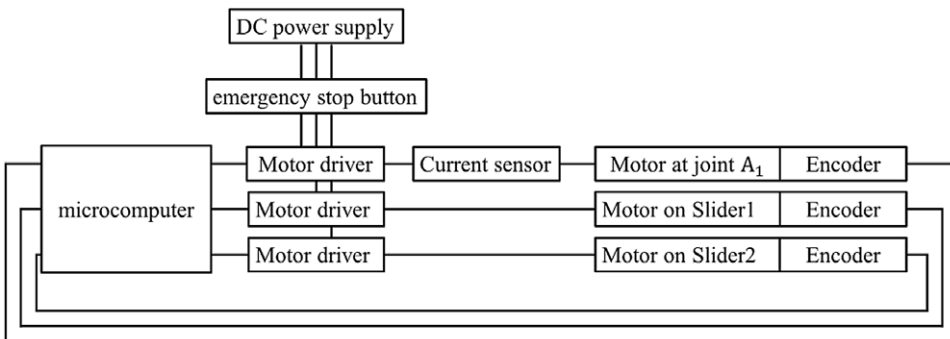 DC power supply
emergency stop button
microcomputer
Motor driver
Current sensor
Motor at joint A₁
Encoder
Motor driver
Motor on Slider1
Encoder
Motor driver
Motor on Slider2
Encoder